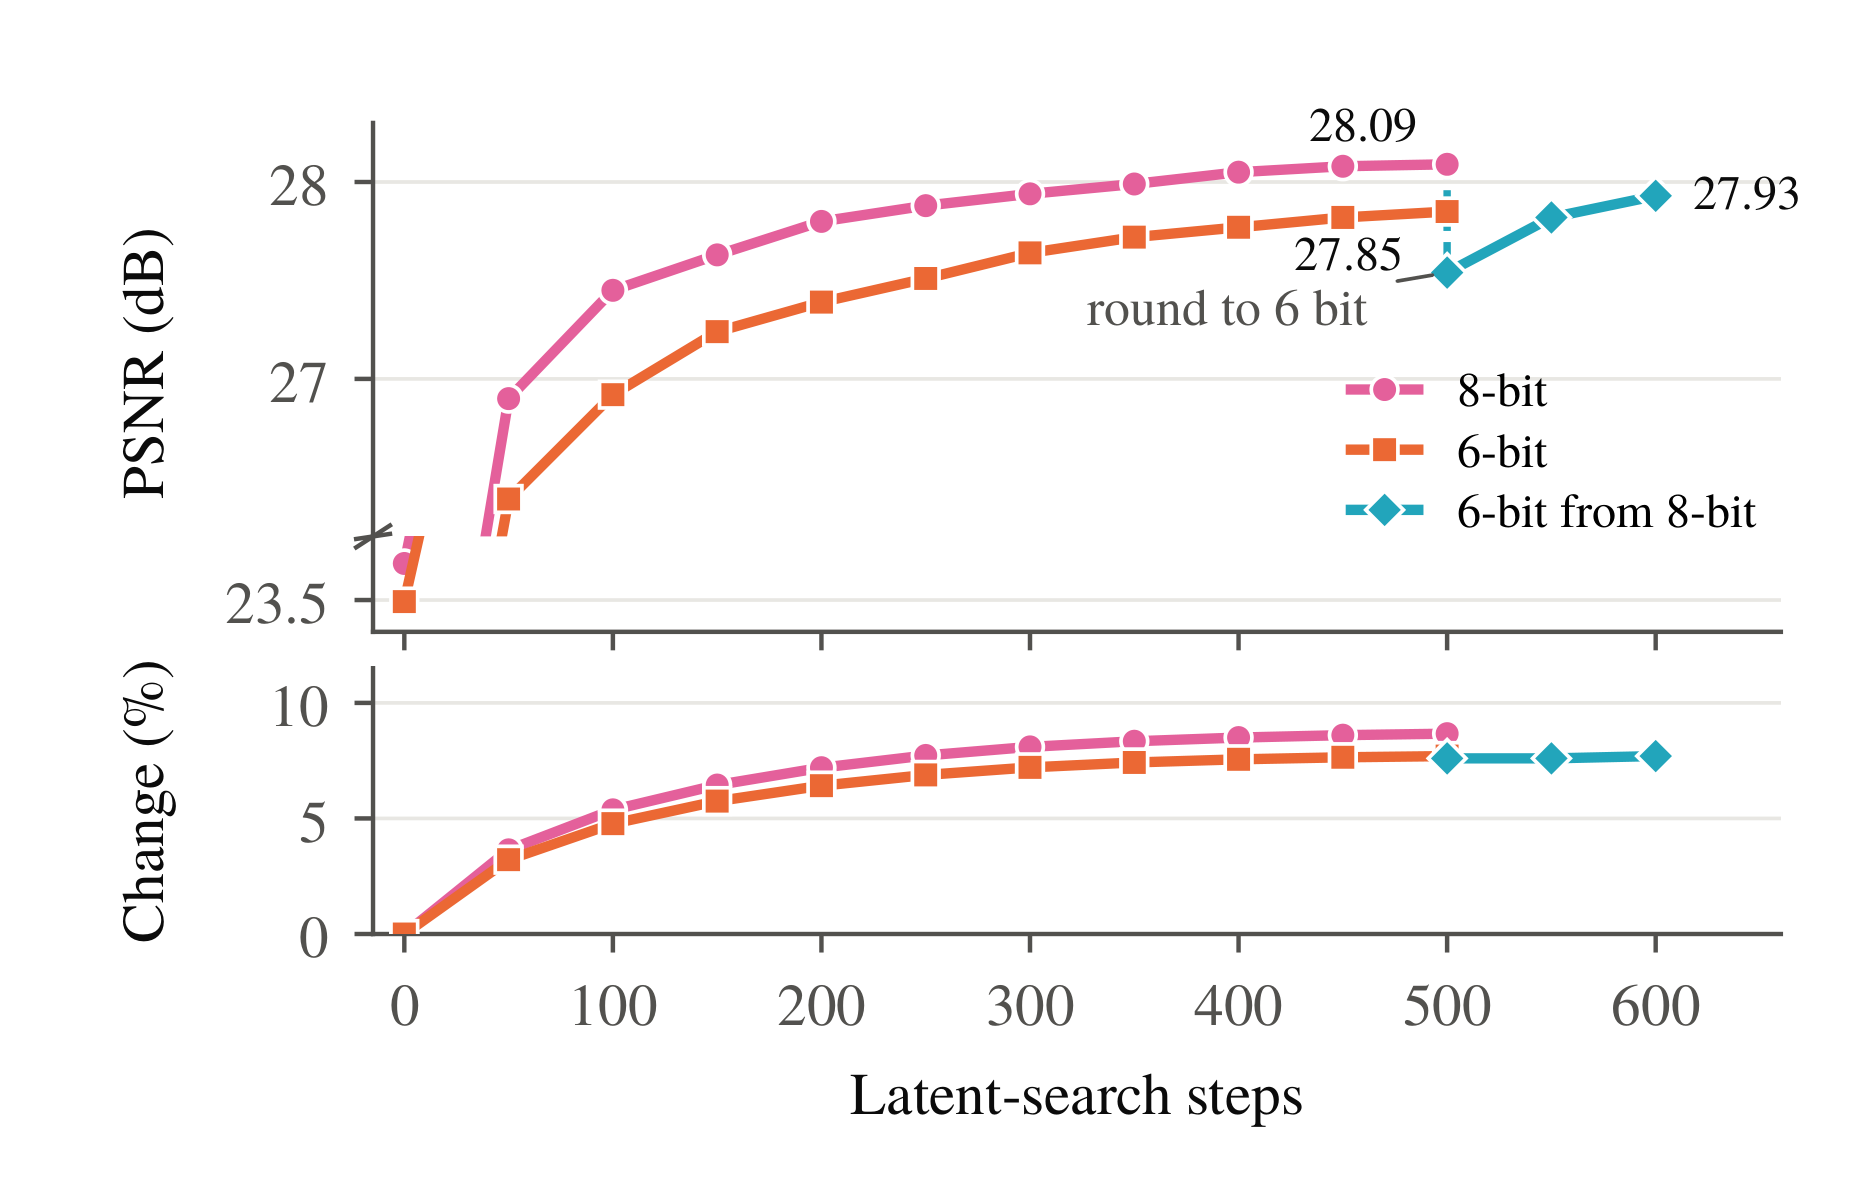 28.09
28
27.93
27.85
round to 6 bit
27
PSNR (dB)
8-bit
6-bit
6-bit from 8-bit
23.5
10
5
0
Change (%)
0 100 200 300 400 500 600
Latent-search steps